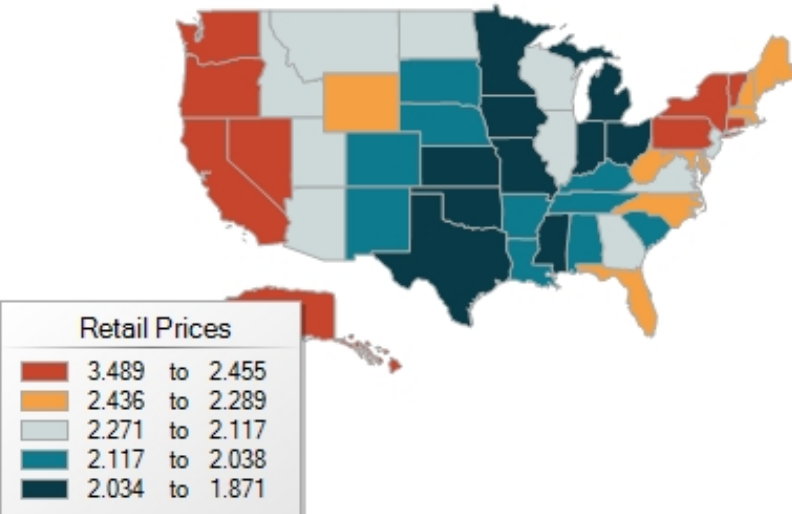 Retail Prices
3.489 to 2.455
2.436 to 2.289
2.271 to 2.117
2.117 to 2.038
2.034 to 1.871